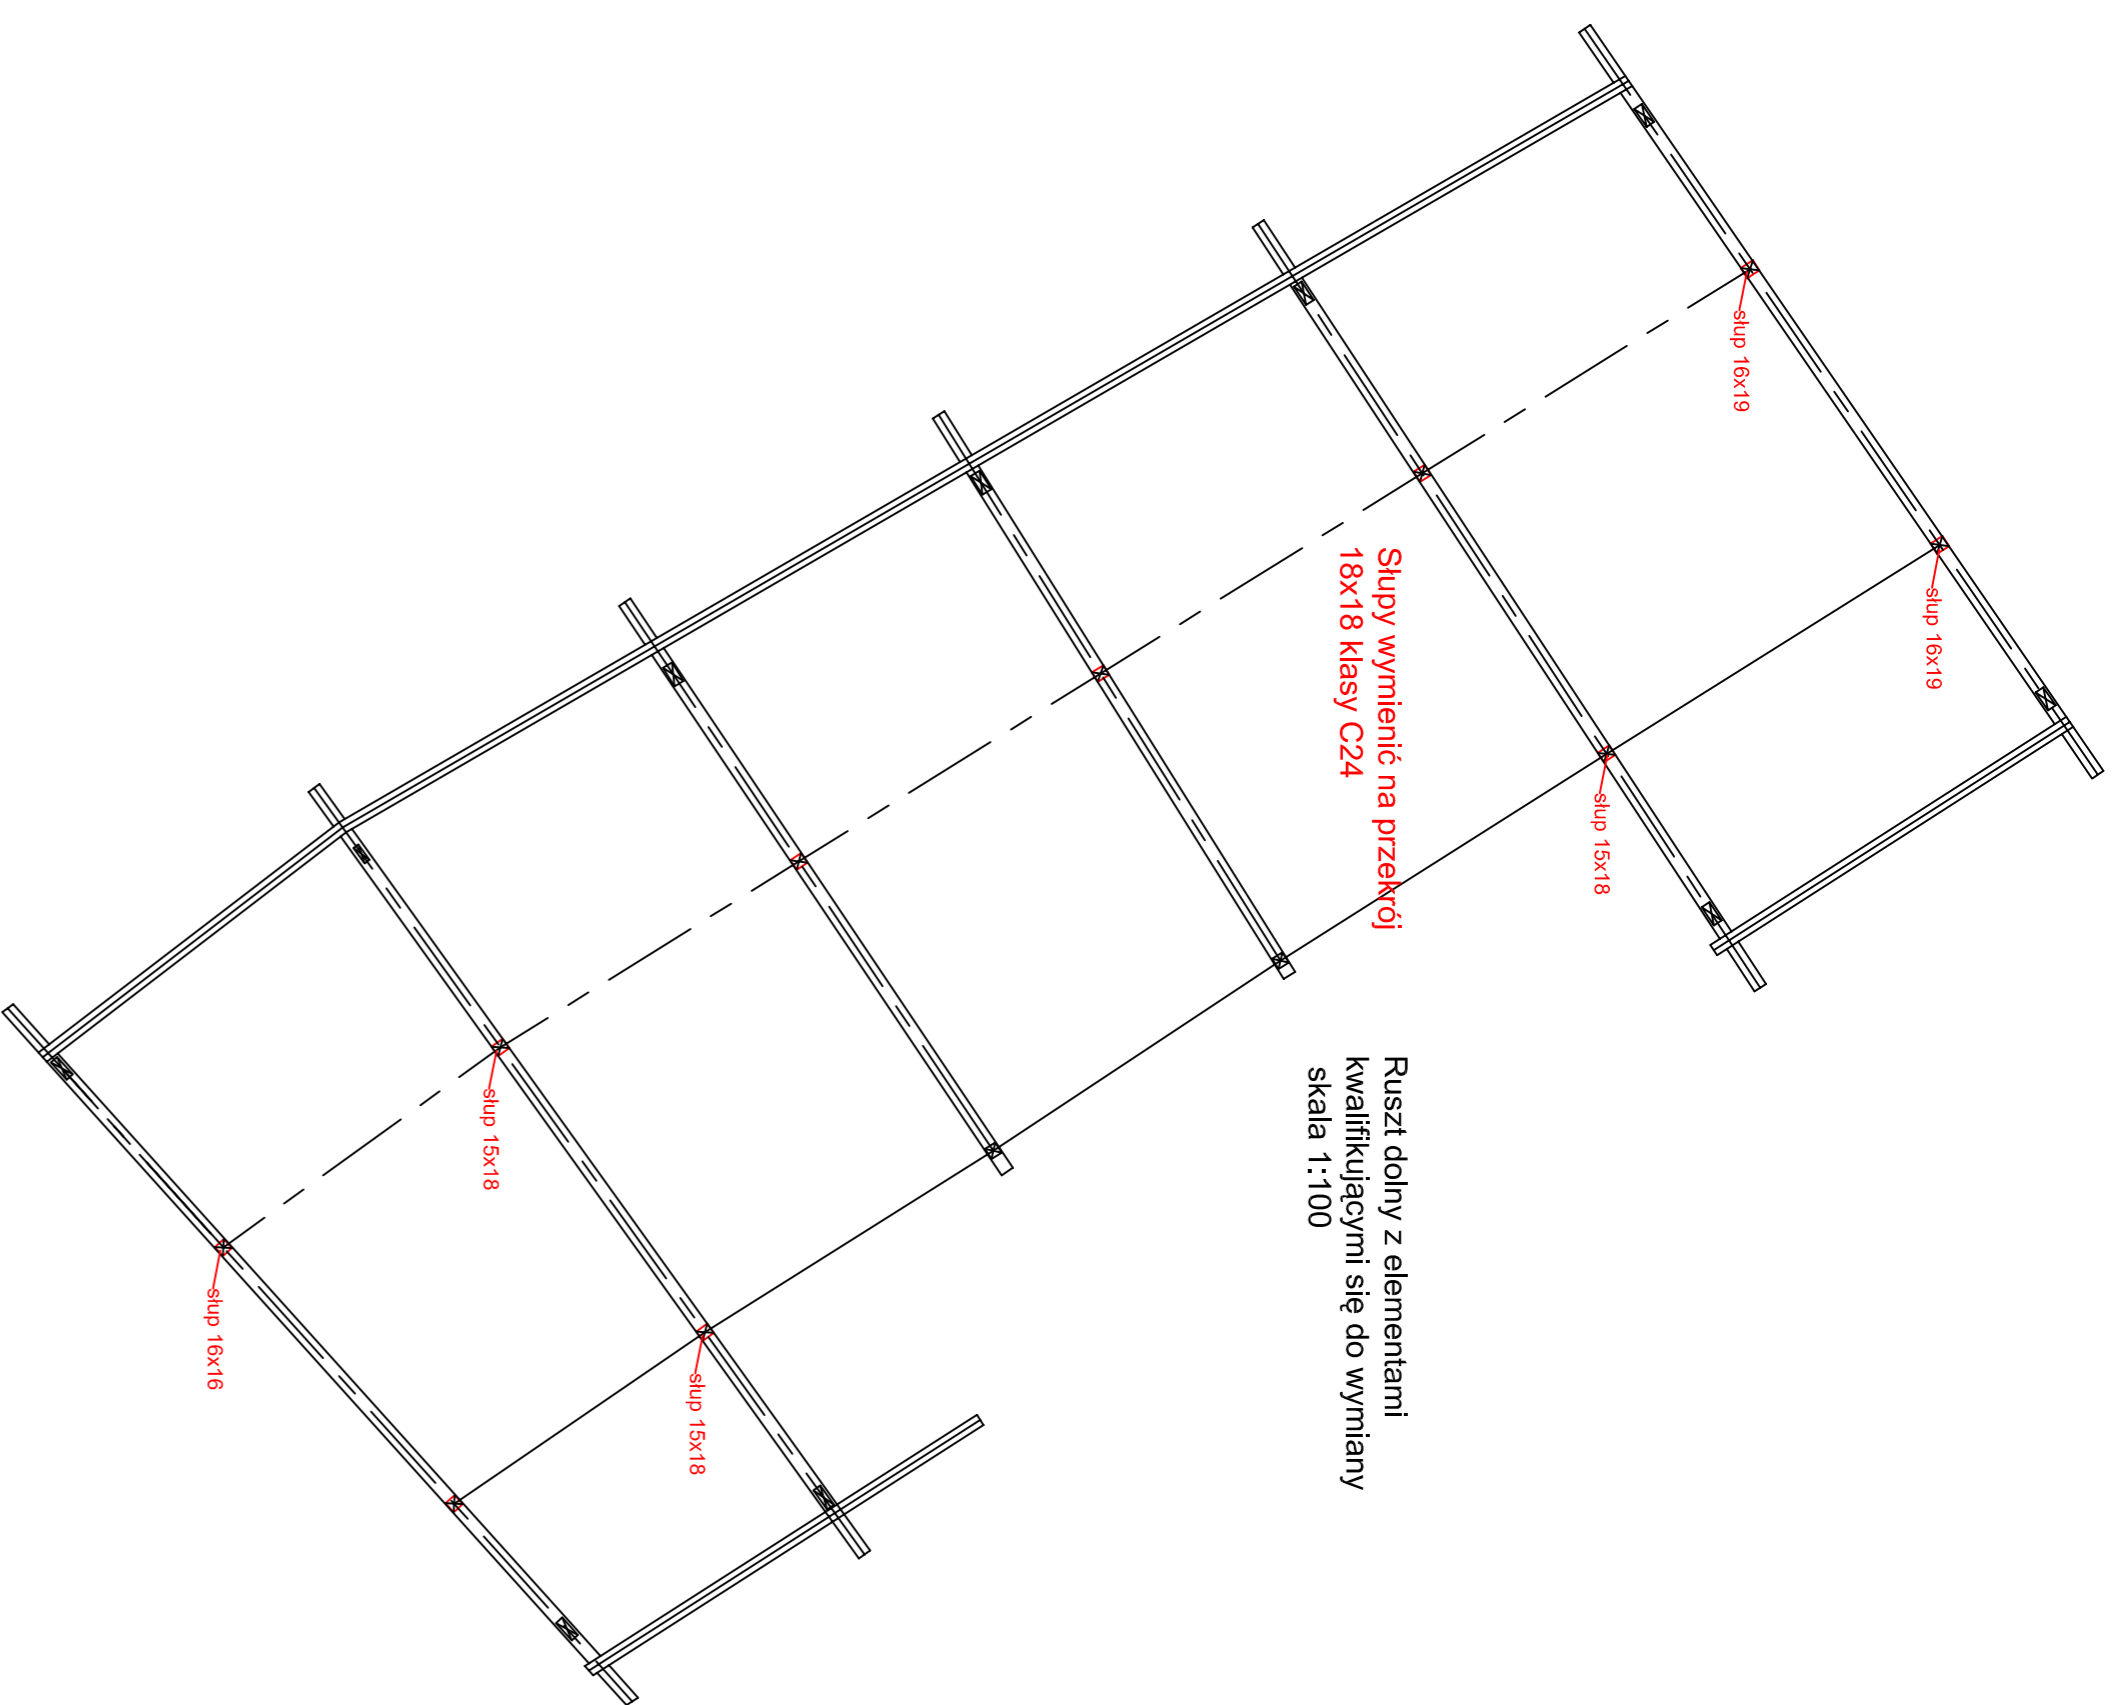 słup 16x19
słup 16x19
Słupy wymienić na przekrój
18x18 klasy C24
słup 15x18
Ruszt dolny z elementami
kwalifikującymi się do wymiany
skala 1:100
słup 15x18
słup 16x16
słup 15x18